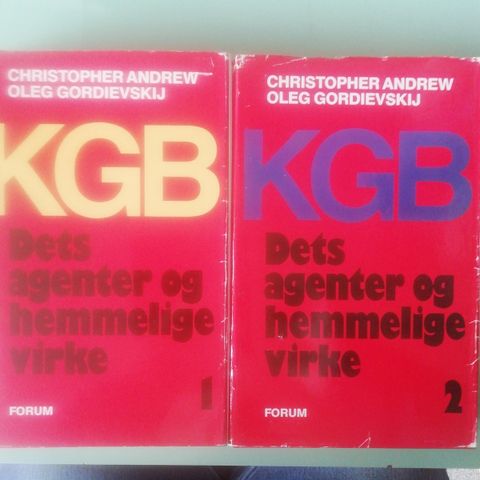 CHRISTOPHER ANDREW
OLEG GORDIEVSKIJ
KGB
Dets
agenter og
hemmelige
virke
1
FORUM
CHRISTOPHER ANDREW
OLEG GORDIEVSKIJ
KGB
Dets
agenter og
hemmelige
virke
2
FORUM